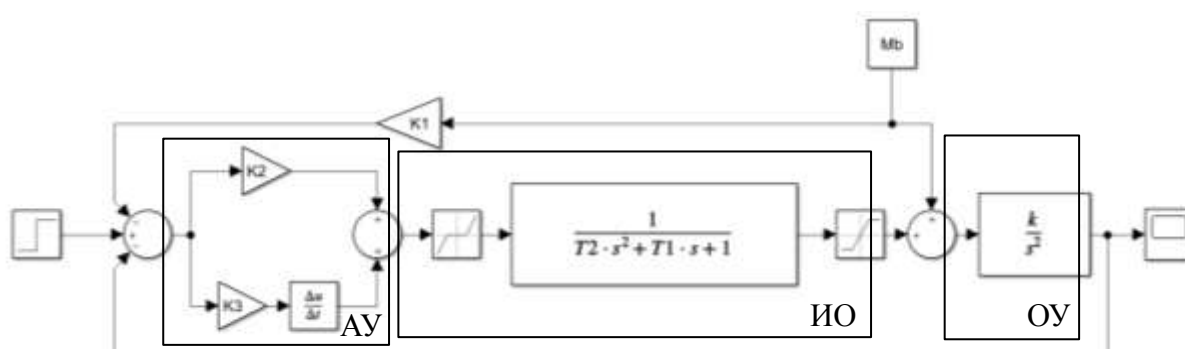 Mb
K1
K2
1
T2 · s² + T1 · s + 1
k
s²
K3
Δu
Δt
АУ
ИО
ОУ